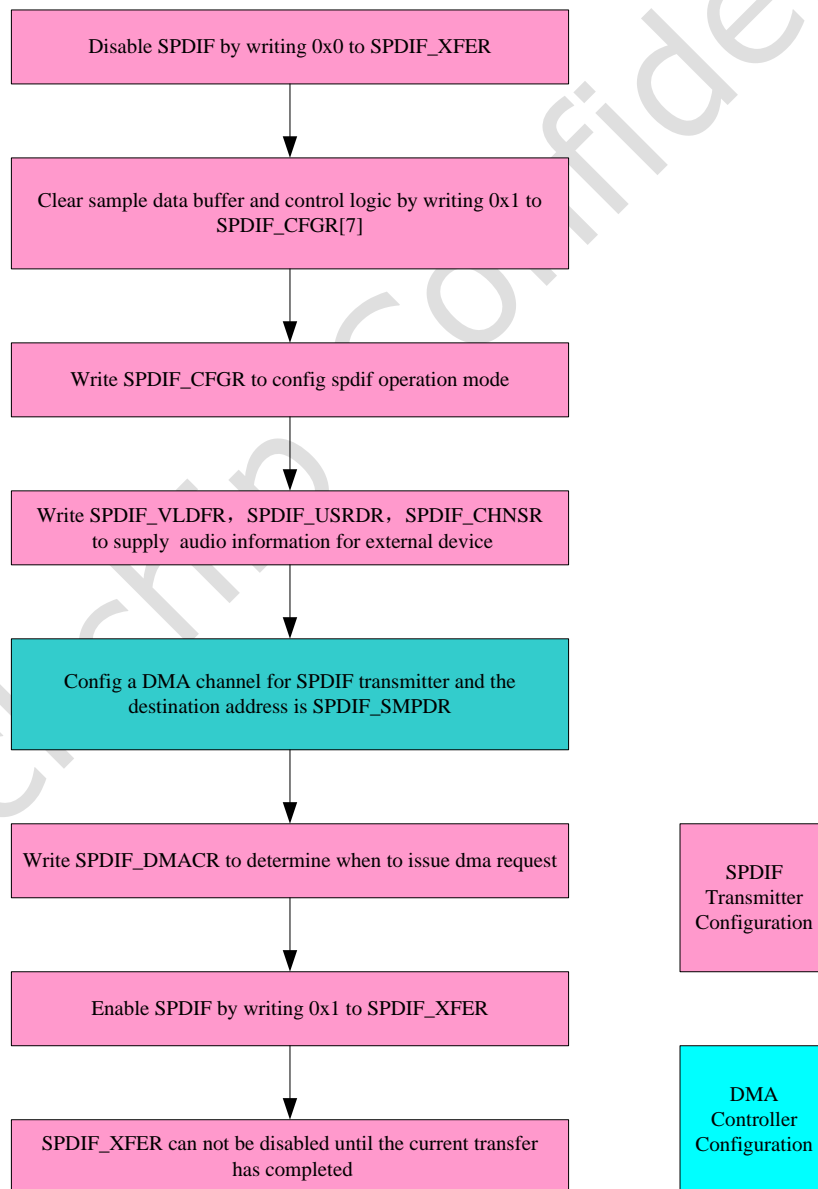 Disable SPDIF by writing 0x0 to SPDIF_XFER
Clear sample data buffer and control logic by writing 0x1 to
SPDIF_CFGR[7]
Write SPDIF_CFGR to config spdif operation mode
Write SPDIF_VLDFR，SPDIF_USRDR，SPDIF_CHNSR
to supply audio information for external device
Config a DMA channel for SPDIF transmitter and the
destination address is SPDIF_SMPDR
Write SPDIF_DMACR to determine when to issue dma request
Enable SPDIF by writing 0x1 to SPDIF_XFER
SPDIF_XFER can not be disabled until the current transfer
has completed
SPDIF
Transmitter
Configuration
DMA
Controller
Configuration